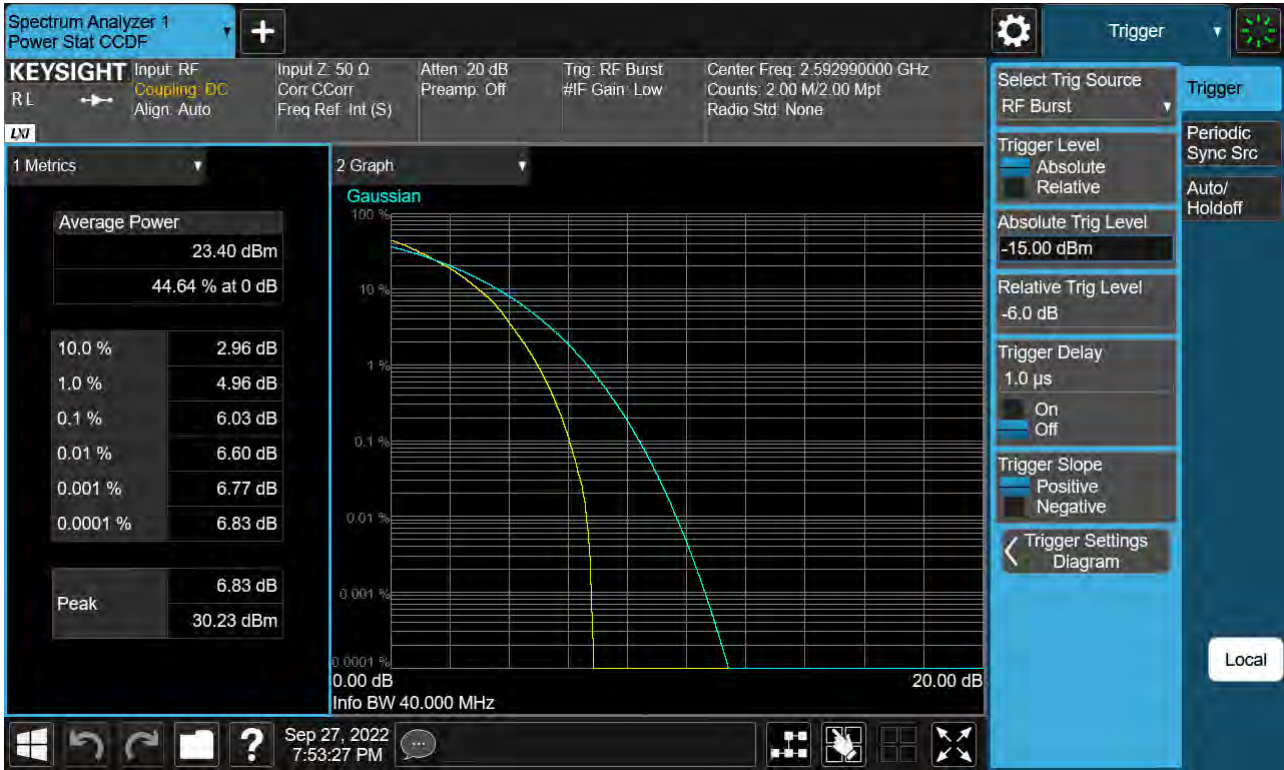 Spectrum Analyzer 1
Power Stat CCDF
+
Trigger
KEYSIGHT
RL
LXI
Input: RF
Coupling: DC
Align: Auto
Input Z: 50 Ω
Corr CCorr
Freq Ref: Int (S)
Atten: 20 dB
Preamp: Off
Trig: RF Burst
#IF Gain: Low
Center Freq: 2.592990000 GHz
Counts: 2.00 M/2.00 Mpt
Radio Std: None
1 Metrics
Average Power
23.40 dBm
44.64 % at 0 dB
10.0 % 2.96 dB
1.0 % 4.96 dB
0.1 % 6.03 dB
0.01 % 6.60 dB
0.001 % 6.77 dB
0.0001 % 6.83 dB
Peak
6.83 dB
30.23 dBm
2 Graph
Gaussian
100 %
10 %
1 %
0.1 %
0.01 %
0.001 %
0.0001 %
0.00 dB 20.00 dB
Info BW 40.000 MHz
Select Trig Source
RF Burst
Trigger Level
Absolute
Relative
Absolute Trig Level
-15.00 dBm
Relative Trig Level
-6.0 dB
Trigger Delay
1.0 µs
On
Off
Trigger Slope
Positive
Negative
Trigger Settings
Diagram
Trigger
Periodic
Sync Src
Auto/
Holdoff
Local
?
Sep 27, 2022
7:53:27 PM